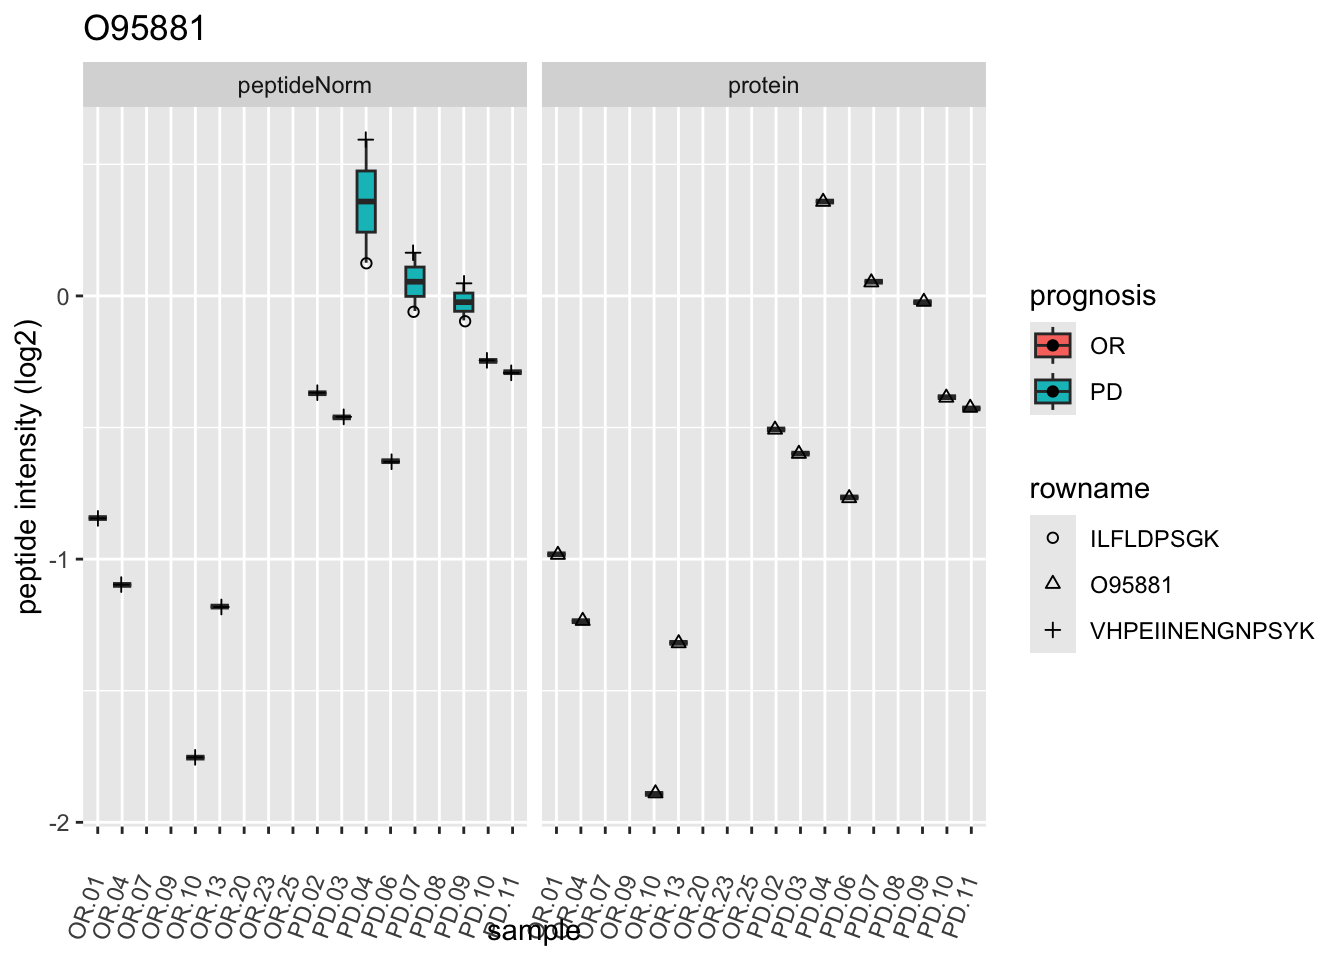 O95881
peptideNorm
protein
peptide intensity (log2)
0
-1
-2
OR.01
OR.04
OR.07
OR.09
OR.10
OR.13
OR.20
OR.23
OR.25
PD.02
PD.03
PD.04
PD.06
PD.07
PD.08
PD.09
PD.10
PD.11
OR.01
OR.04
OR.07
OR.09
OR.10
OR.13
OR.20
OR.23
OR.25
PD.02
PD.03
PD.04
PD.06
PD.07
PD.08
PD.09
PD.10
PD.11
sample
prognosis
OR
PD
rowname
ILFLDPSGK
O95881
VHPEIINENGNPSYK